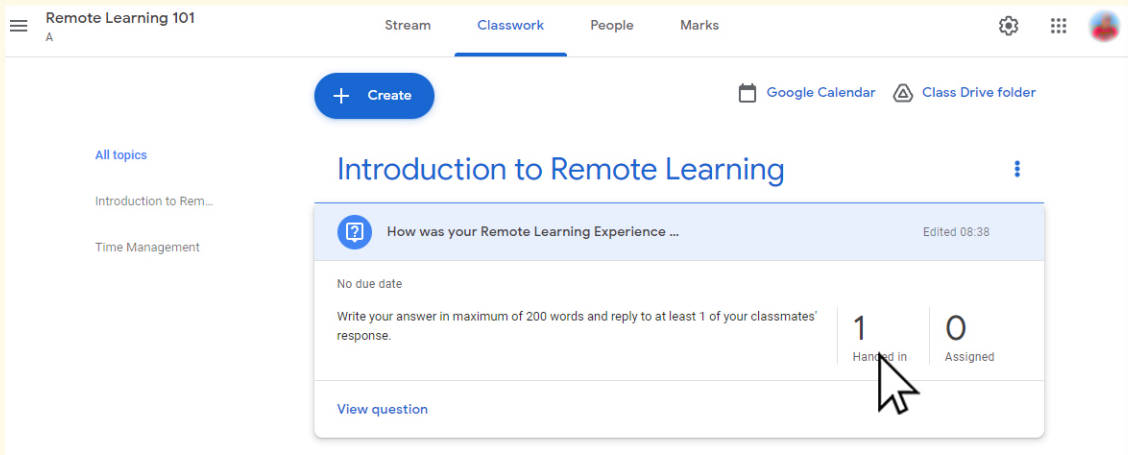 Remote Learning 101
A
Stream Classwork People Marks
Create
Google Calendar Class Drive folder
All topics
Introduction to Rem...
Time Management
Introduction to Remote Learning
How was your Remote Learning Experience ...
Edited 08:38
No due date
Write your answer in maximum of 200 words and reply to at least 1 of your classmates'
response.
1
Handed in
0
Assigned
View question